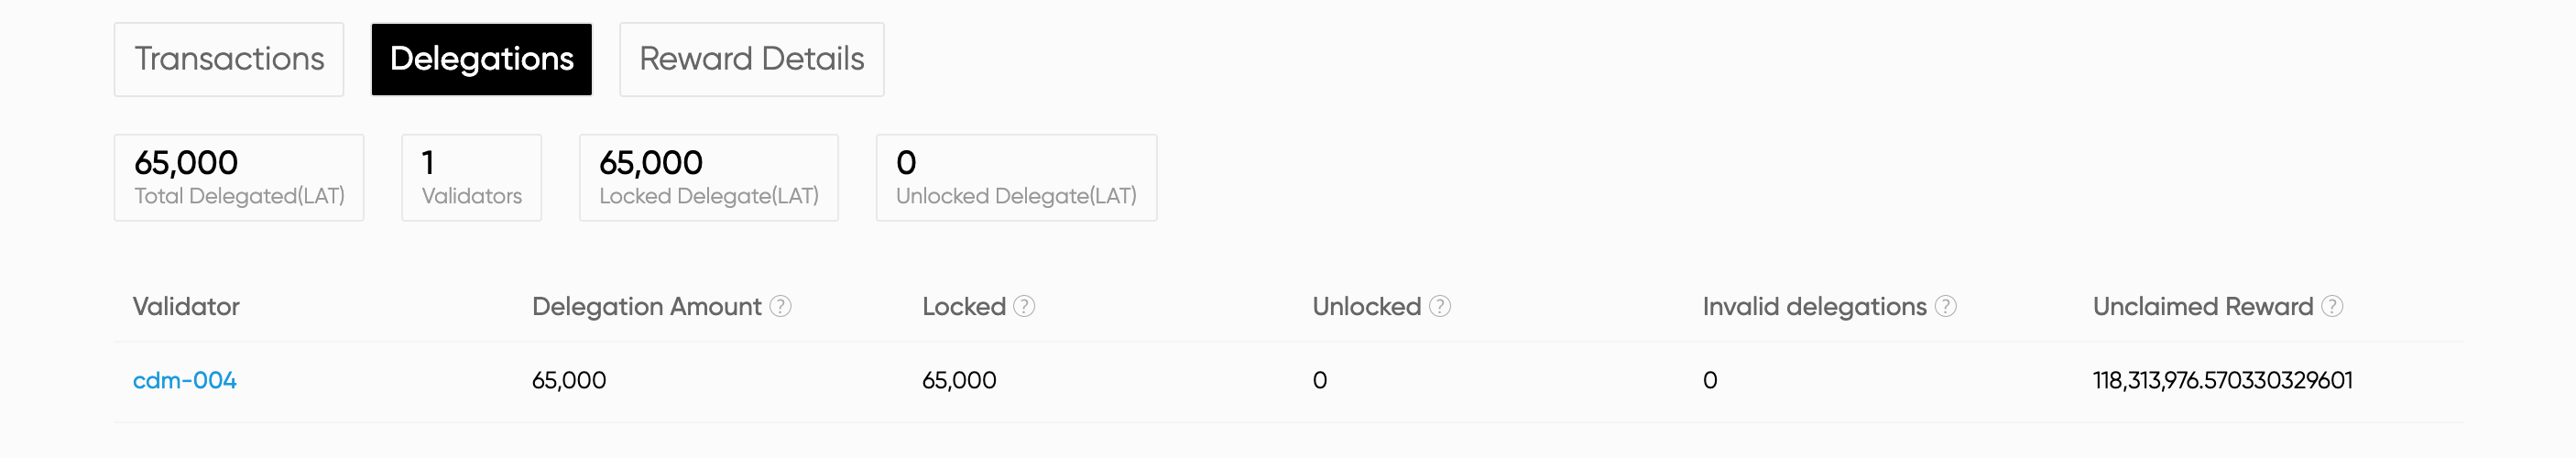 Transactions Delegations Reward Details
65,000 1 65,000 0
Total Delegated(LAT) Validators Locked Delegate(LAT) Unlocked Delegate(LAT)
Validator Delegation Amount ? Locked ? Unlocked ? Invalid delegations ? Unclaimed Reward ?
cdm-004 65,000 65,000 0 0 118,313,976.570330329601